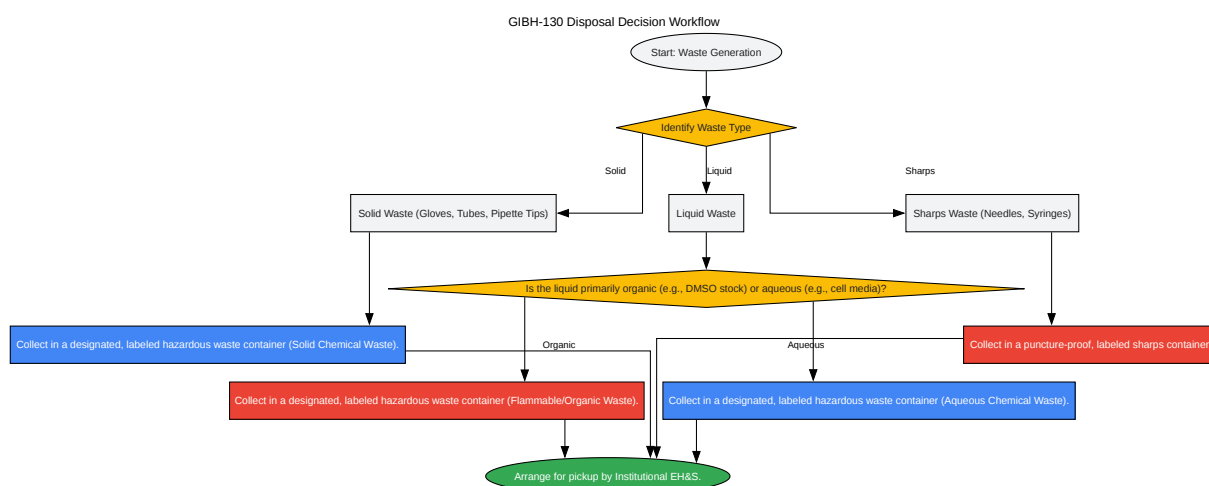 GIBH-130 Disposal Decision Workflow
Start: Waste Generation
Identify Waste Type
Solid
Liquid
Sharps
Solid Waste (Gloves, Tubes, Pipette Tips)
Liquid Waste
Sharps Waste (Needles, Syringes)
Is the liquid primarily organic (e.g., DMSO stock) or aqueous (e.g., cell media)?
Collect in a designated, labeled hazardous waste container (Solid Chemical Waste).
Organic
Aqueous
Collect in a puncture-proof, labeled sharps container
Collect in a designated, labeled hazardous waste container (Flammable/Organic Waste).
Collect in a designated, labeled hazardous waste container (Aqueous Chemical Waste).
Arrange for pickup by Institutional EH&S.